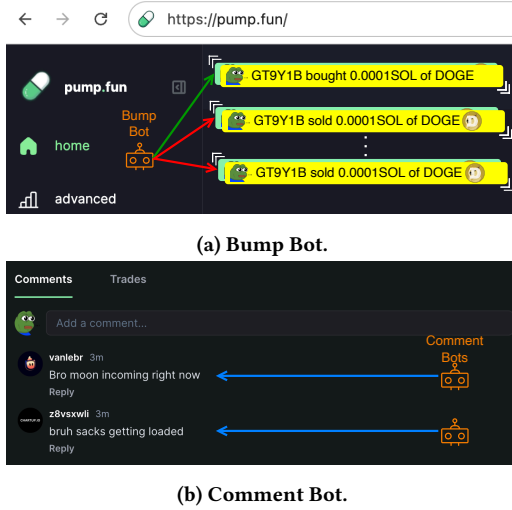 https://pump.fun/
pump.fun
GT9Y1B bought 0.0001SOL of DOGE
Bump
Bot
GT9Y1B sold 0.0001SOL of DOGE
home
GT9Y1B sold 0.0001SOL of DOGE
advanced
(a) Bump Bot.
Comments Trades
Add a comment...
Comment
Bots
vanlebr 3m
Bro moon incoming right now
Reply
z8vsxwli 3m
bruh sacks getting loaded
Reply
(b) Comment Bot.